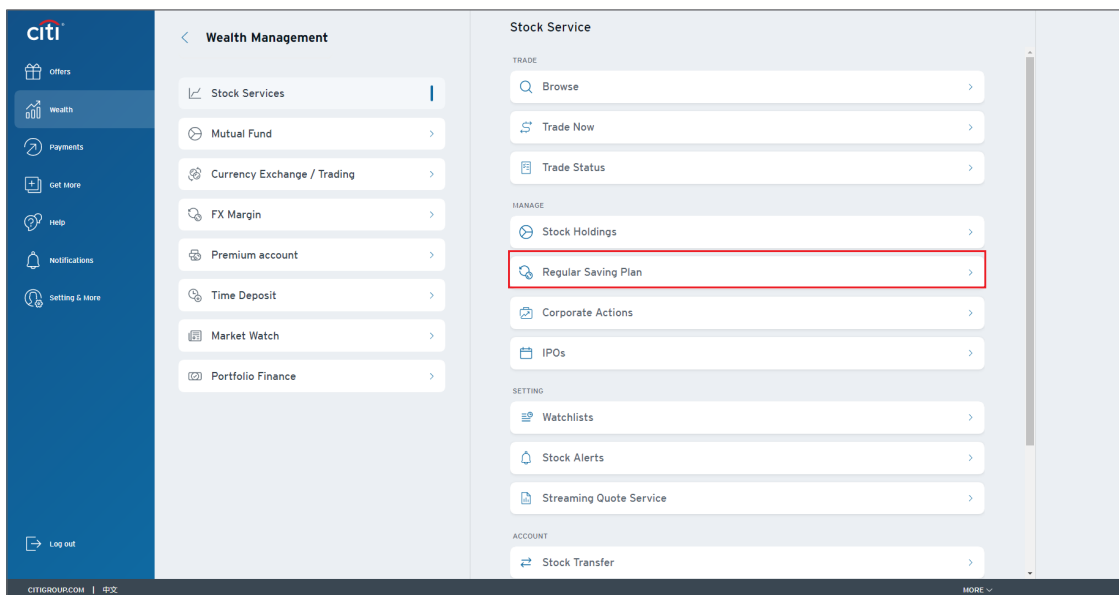 citi
Offers
Wealth
Payments
Get More
Help
Notifications
Setting & More
Log out
Wealth Management
Stock Services
Mutual Fund
Currency Exchange / Trading
FX Margin
Premium account
Time Deposit
Market Watch
Portfolio Finance
Stock Service
TRADE
Browse
Trade Now
Trade Status
MANAGE
Stock Holdings
Regular Saving Plan
Corporate Actions
IPOs
SETTING
Watchlists
Stock Alerts
Streaming Quote Service
ACCOUNT
Stock Transfer
CITIGROUP.COM | 中文
MORE